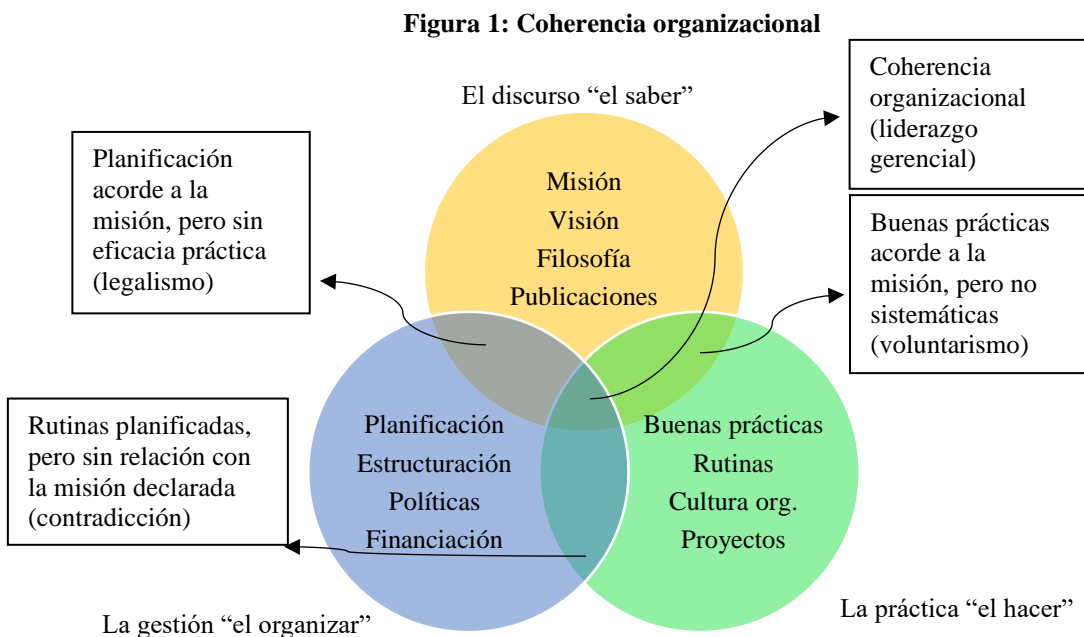 Figura 1: Coherencia organizacional
El discurso “el saber”
Coherencia
organizacional
(liderazgo
gerencial)
Planificación
acorde a la
misión, pero sin
eficacia práctica
(legalismo)
Misión
Visión
Filosofía
Publicaciones
Buenas prácticas
acorde a la
misión, pero no
sistemáticas
(voluntarismo)
Rutinas planificadas,
pero sin relación con
la misión declarada
(contradicción)
Planificación
Estructuración
Políticas
Financiación
Buenas prácticas
Rutinas
Cultura org.
Proyectos
La gestión “el organizar”
La práctica “el hacer”